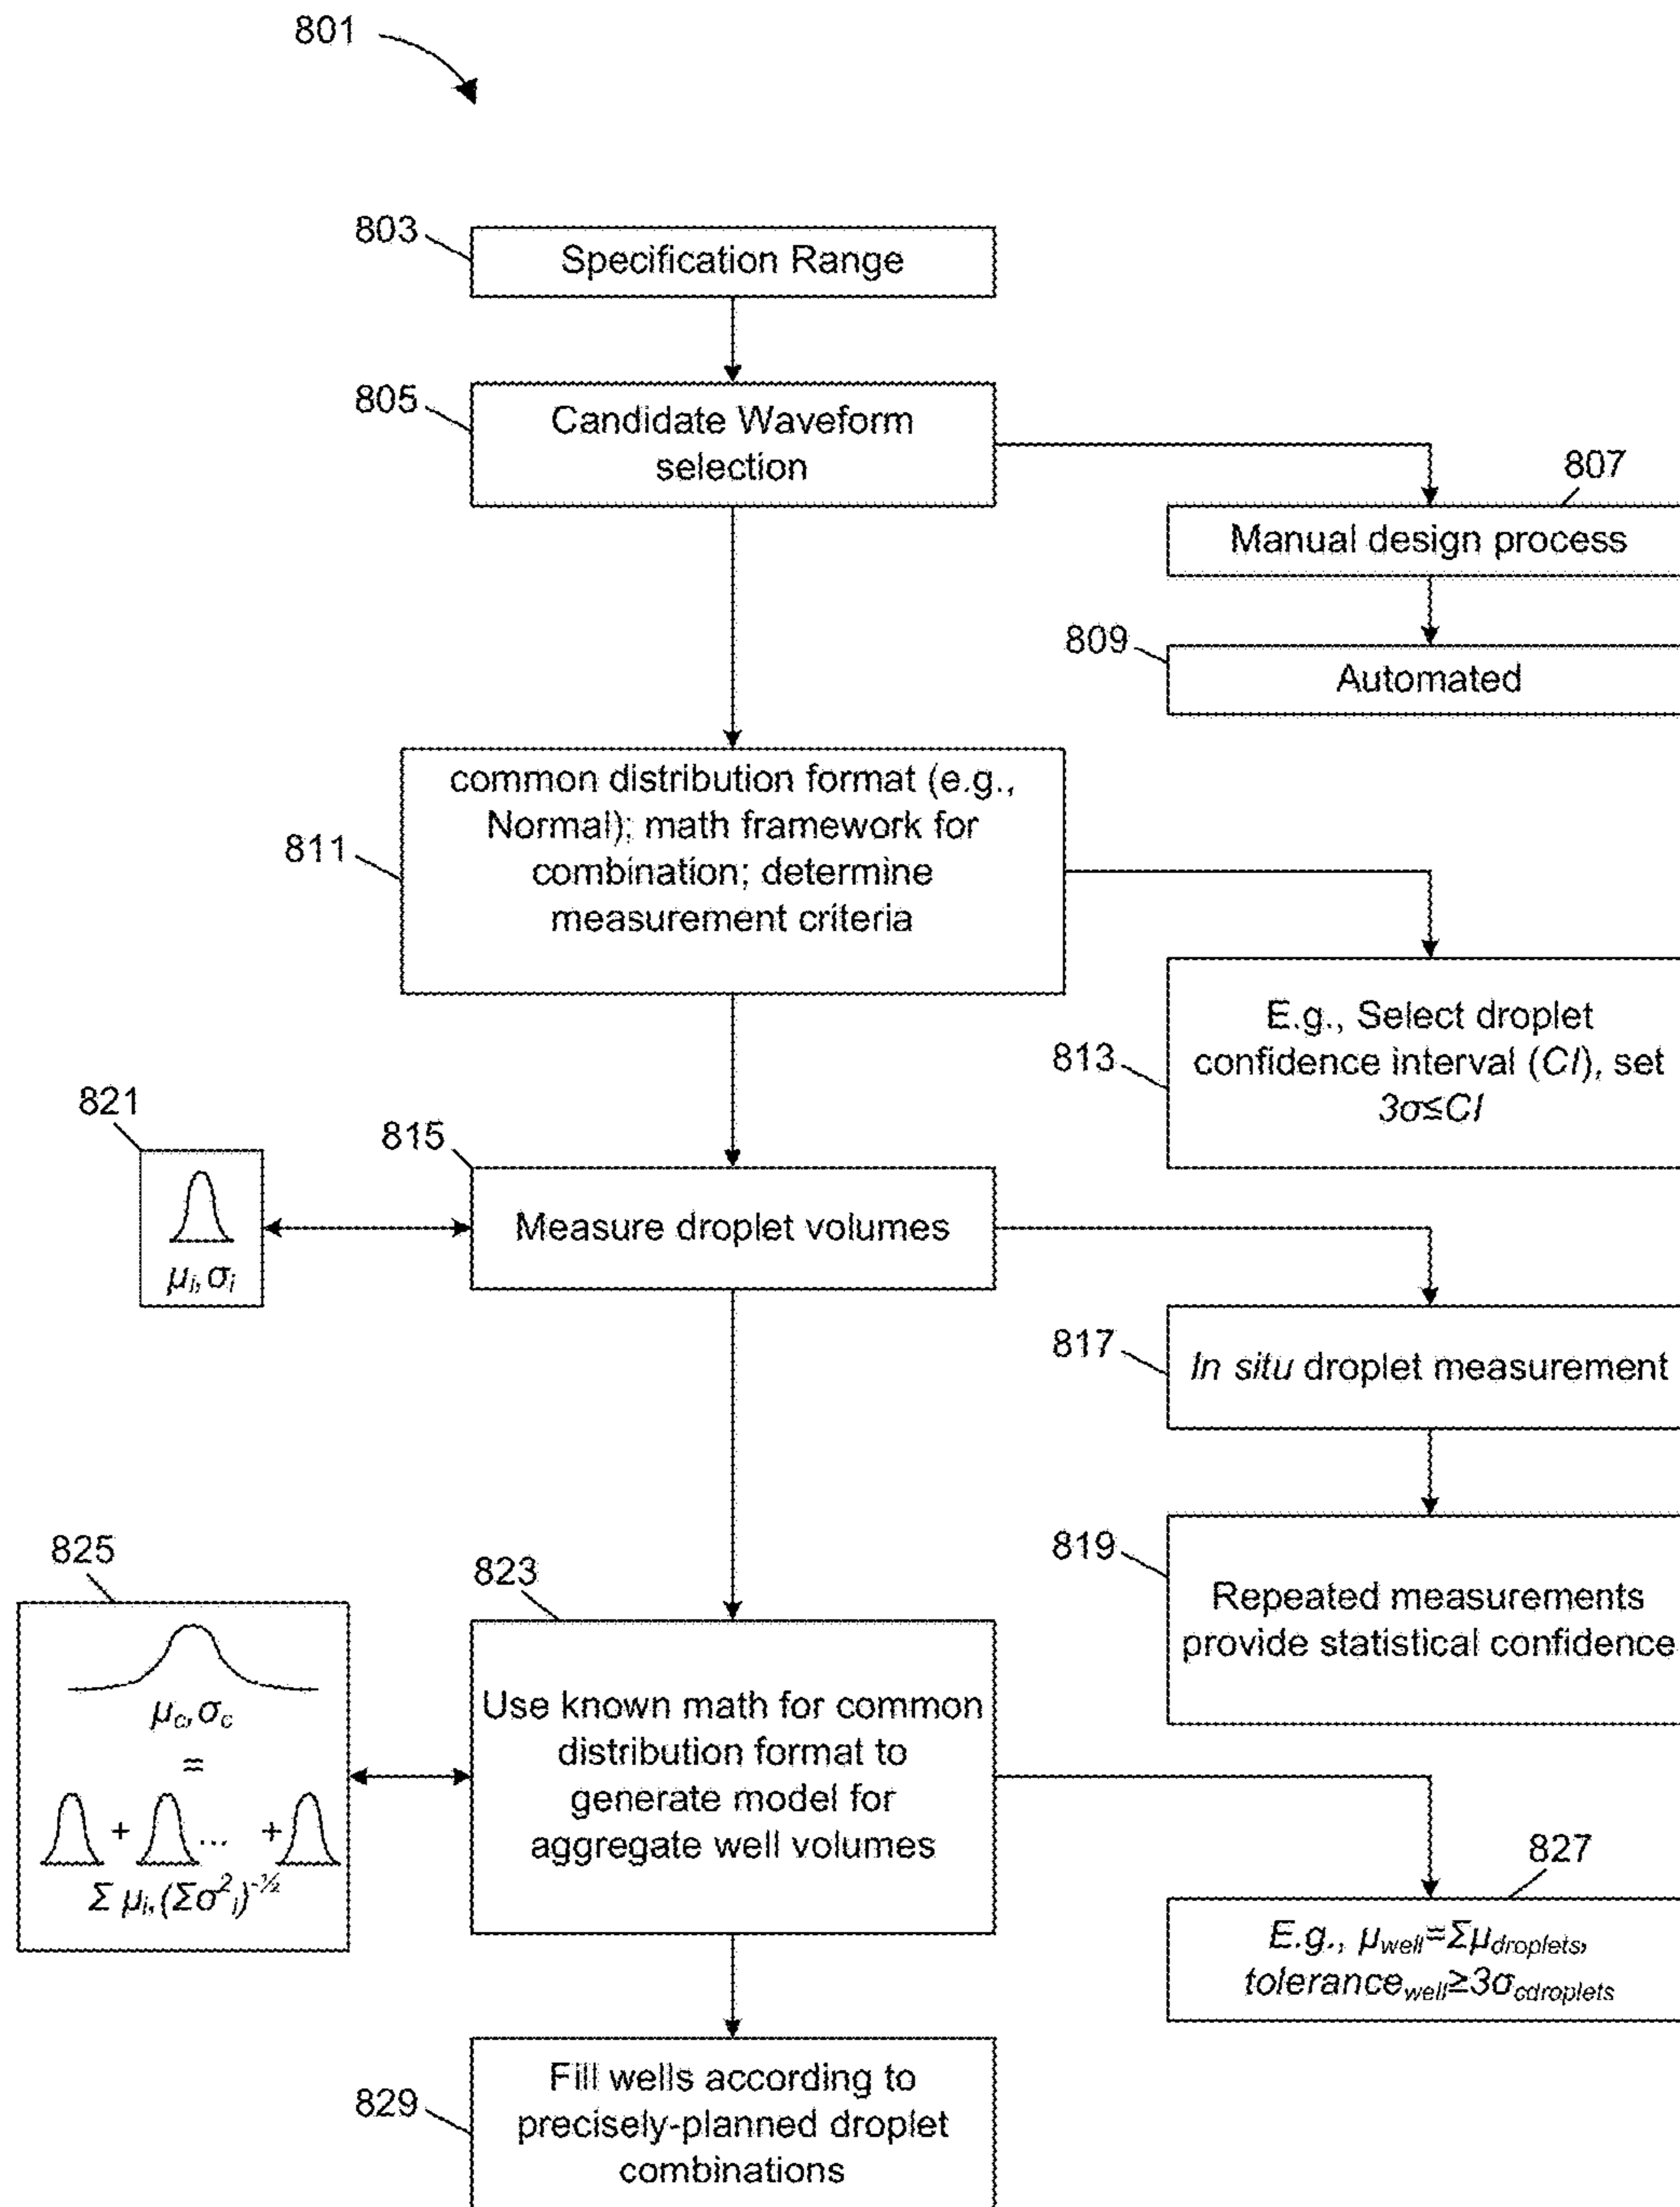 801
803
Specification Range
805
Candidate Waveform
selection
807
Manual design process
809
Automated
811
common distribution format (e.g.,
Normal); math framework for
combination; determine
measurement criteria
813
E.g., Select droplet
confidence interval (CI), set
3σ≤CI
821
μᵢ, σᵢ
815
Measure droplet volumes
817
In situ droplet measurement
819
Repeated measurements
provide statistical confidence
825
μc, σc
=
+ ... +
Σ μᵢ, (Σσ²ᵢ)^-½
823
Use known math for common
distribution format to
generate model for
aggregate well volumes
827
E.g., μwell=Σμdroplets,
tolerancewell≥3σcdroplets
829
Fill wells according to
precisely-planned droplet
combinations